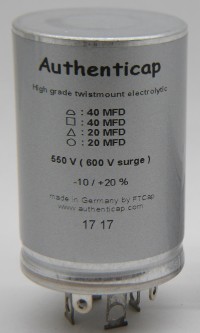 Authenticap
High grade twistmount electrolytic
⌓ : 40 MFD
□ : 40 MFD
△ : 20 MFD
○ : 20 MFD
550 V ( 600 V surge )
-10 / +20 %
made in Germany by FTCap
www.authenticap.com
17 17